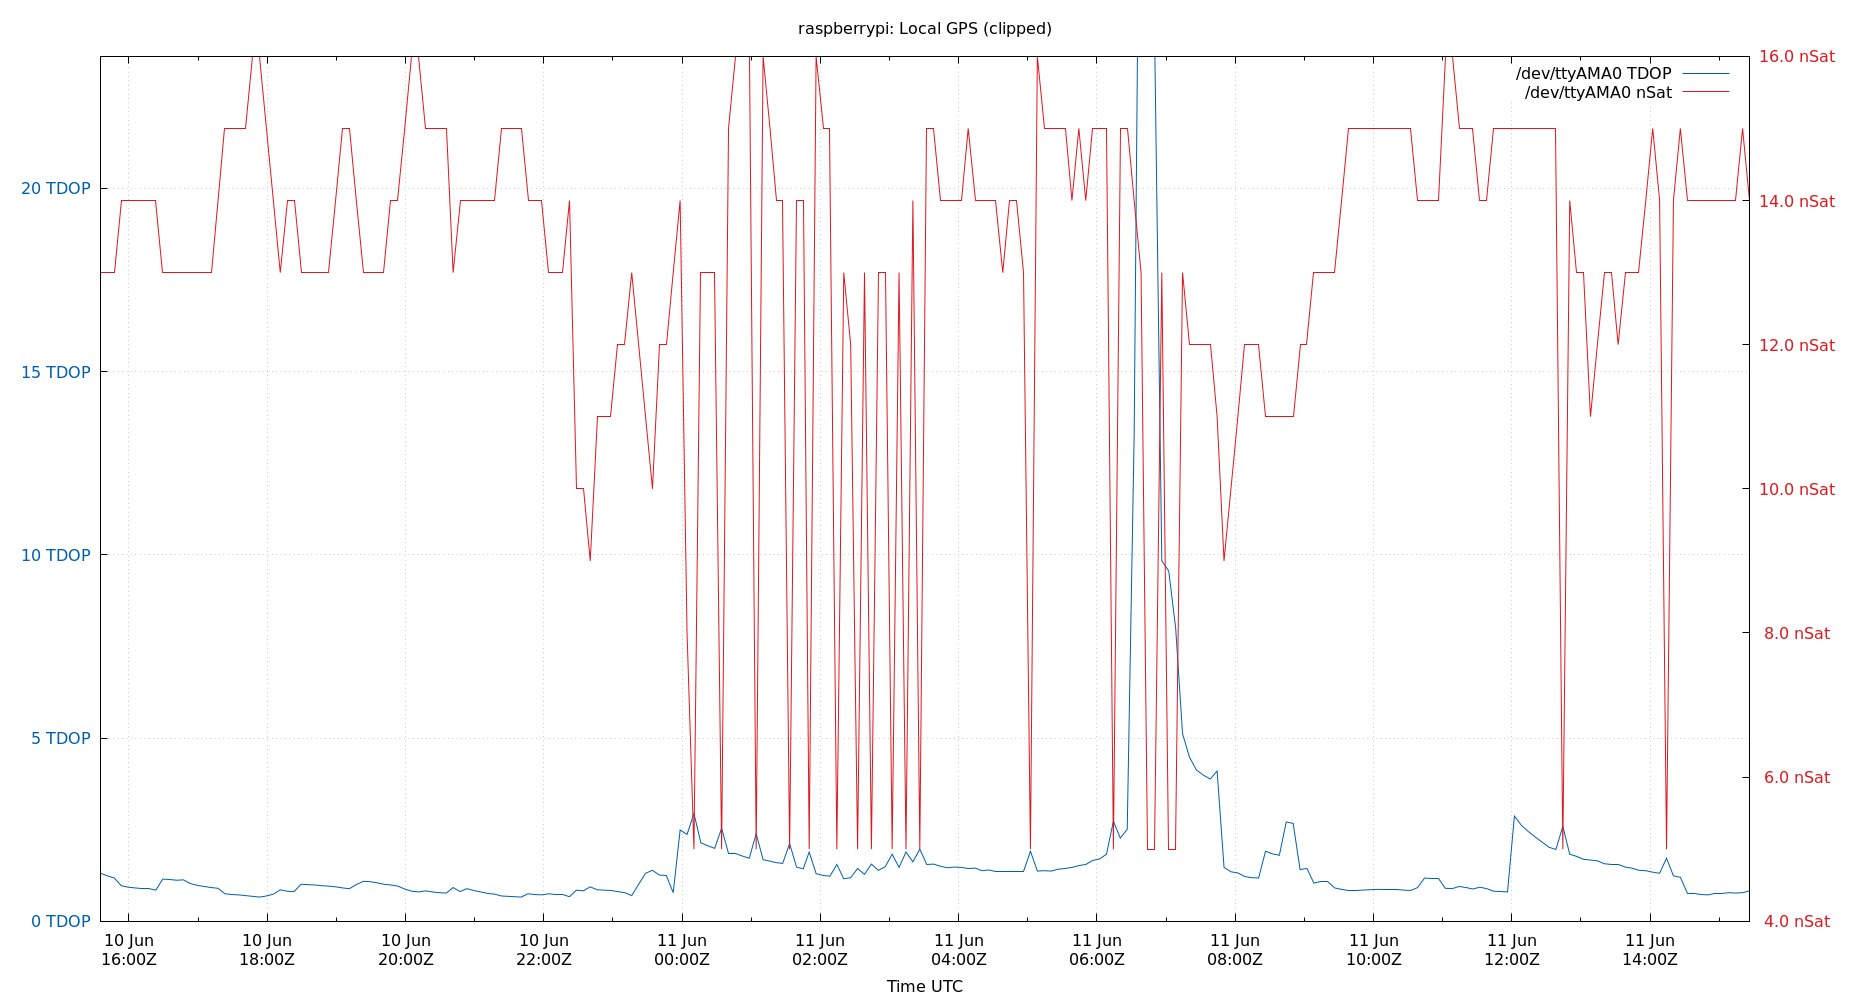 raspberrypi: Local GPS (clipped)
/dev/ttyAMA0 TDOP
/dev/ttyAMA0 nSat
20 TDOP
15 TDOP
10 TDOP
5 TDOP
0 TDOP
16.0 nSat
14.0 nSat
12.0 nSat
10.0 nSat
8.0 nSat
6.0 nSat
4.0 nSat
10 Jun 10 Jun 10 Jun 10 Jun 11 Jun 11 Jun 11 Jun 11 Jun 11 Jun 11 Jun 11 Jun 11 Jun
16:00Z 18:00Z 20:00Z 22:00Z 00:00Z 02:00Z 04:00Z 06:00Z 08:00Z 10:00Z 12:00Z 14:00Z
Time UTC